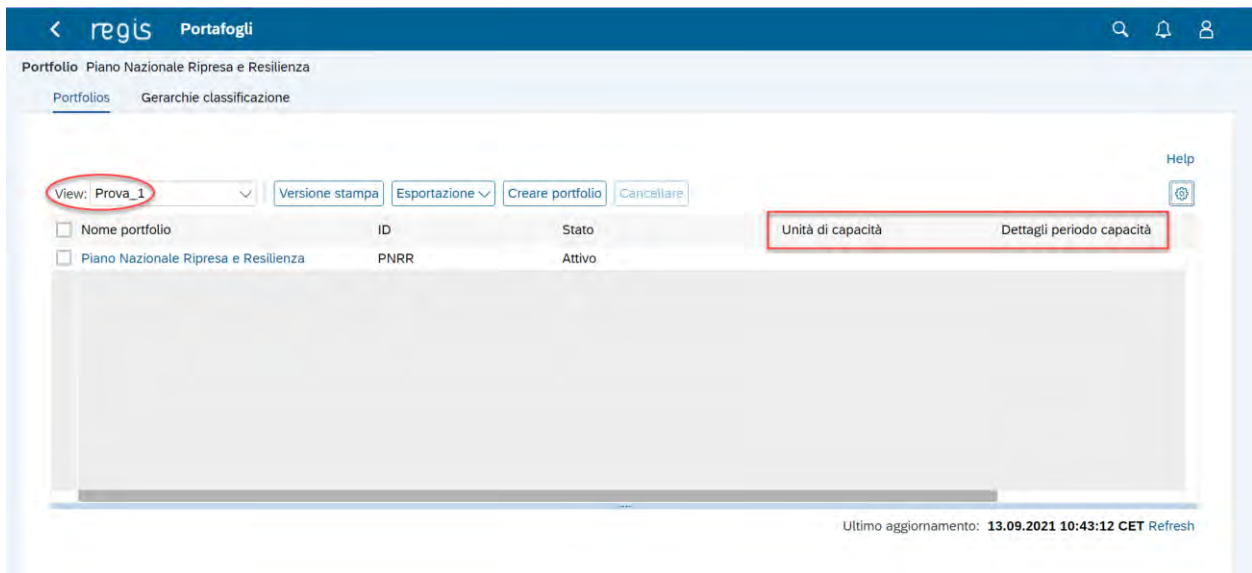 regis Portafogli
Portfolio Piano Nazionale Ripresa e Resilienza
Portfolios Gerarchie classificazione
Help
View: Prova_1 Versione stampa Esportazione Creare portfolio Cancellare
Nome portfolio ID Stato Unità di capacità Dettagli periodo capacità
Piano Nazionale Ripresa e Resilienza PNRR Attivo
Ultimo aggiornamento: 13.09.2021 10:43:12 CET Refresh